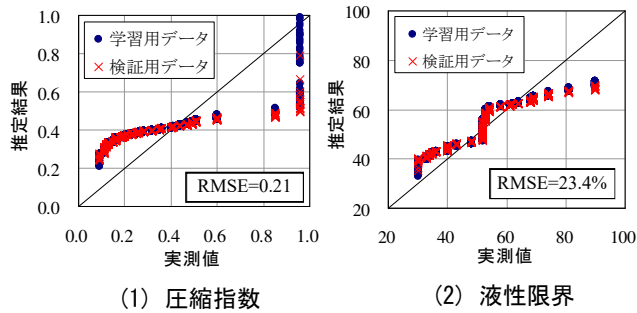 1.0
0.8
0.6
0.4
0.2
0.0
0.0 0.2 0.4 0.6 0.8 1.0
推定結果
実測値
学習用データ
検証用データ
RMSE=0.21
(1) 圧縮指数
100
80
60
40
20
20 40 60 80 100
推定結果
実測値
学習用データ
検証用データ
RMSE=23.4%
(2) 液性限界